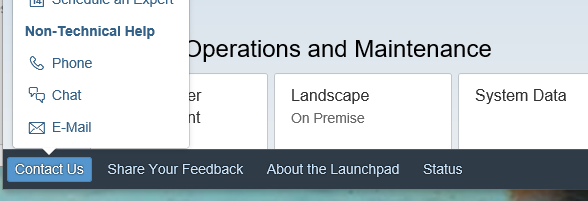 Schedule an Expert
Non-Technical Help
Phone
Chat
E-Mail
Operations and Maintenance
Landscape
On Premise
System Data
Contact Us
Share Your Feedback
About the Launchpad
Status